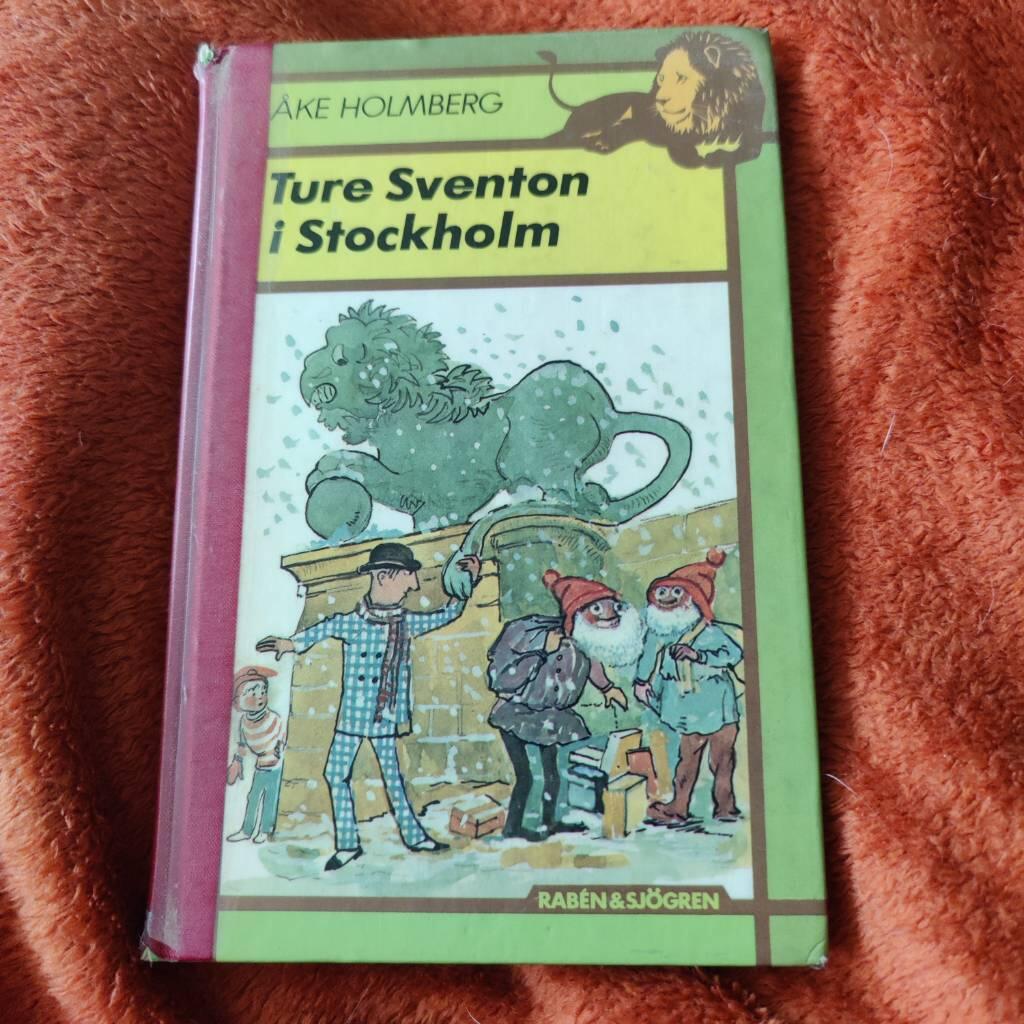 ÅKE HOLMBERG
Ture Sventon
i Stockholm
RABÉN&SJÖGREN